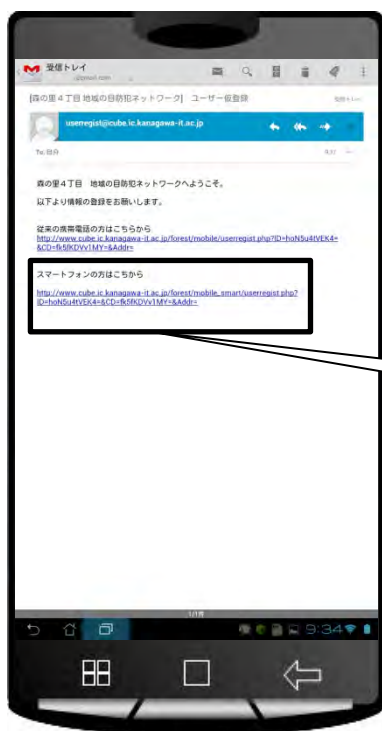 受信トレイ
[森の里4丁目 地域の目防犯ネットワーク] ユーザー仮登録
userregist@cube.ic.kanagawa-it.ac.jp
To: 自分
森の里4丁目 地域の目防犯ネットワークへようこそ。
以下より情報の登録をお願いします。
従来の携帯電話の方はこちらから
http://www.cube.ic.kanagawa-it.ac.jp/forest/mobile/userregist.php?ID=hoN5u4tVEK4=
&CD=fk5fKDVv1MY=&Addr=
スマートフォンの方はこちから
http://www.cube.ic.kanagawa-it.ac.jp/forest/mobile_smart/userregist.php?
ID=hoN5u4tVEK4=&CD=fk5fKDVv1MY=&Addr=
1/1件
9:34